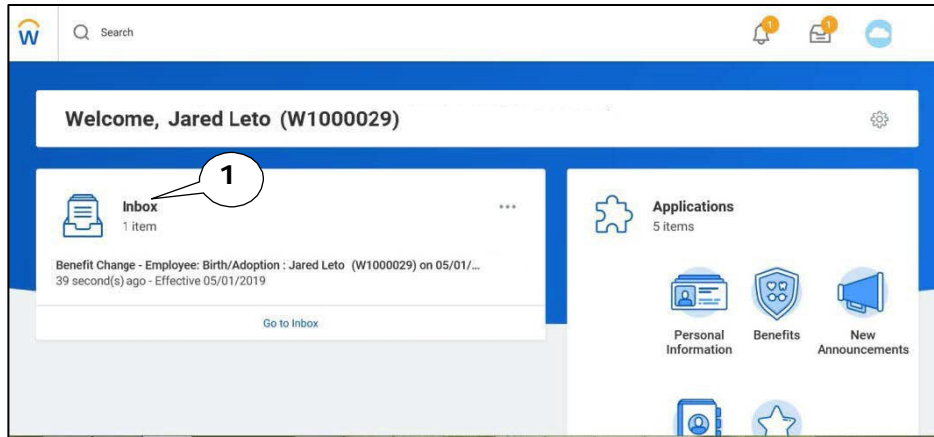 W
Search
1
1
Welcome, Jared Leto (W1000029)
1
Inbox
1 item
Benefit Change - Employee: Birth/Adoption : Jared Leto (W1000029) on 05/01/...
39 second(s) ago - Effective 05/01/2019
Go to Inbox
Applications
5 items
Personal
Information
Benefits
New
Announcements